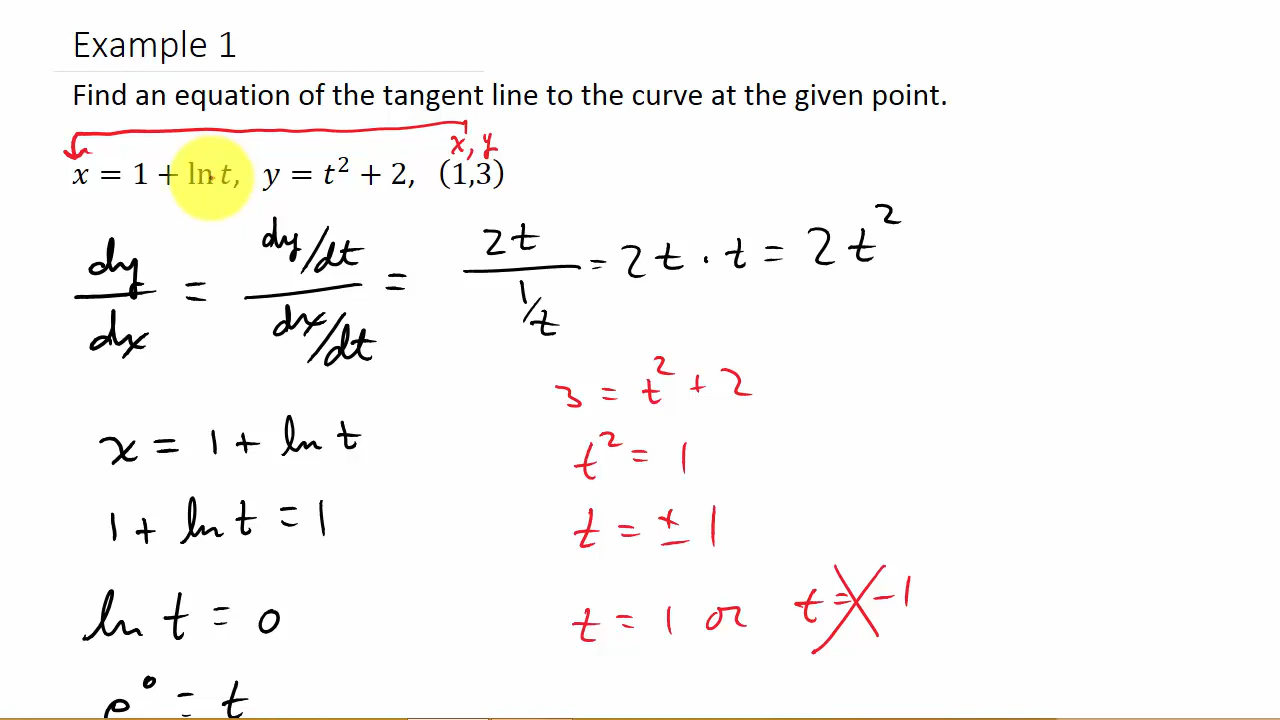 Example 1
Find an equation of the tangent line to the curve at the given point.
x, y
x = 1 + ln t, y = t² + 2, (1,3)
dy/dx = (dy/dt)/(dx/dt) = 2t/(1/t) = 2t · t = 2t²
3 = t² + 2
x = 1 + ln t
t² = 1
1 + ln t = 1
t = ± 1
ln t = 0
t = 1 or t = -1
e⁰ = t